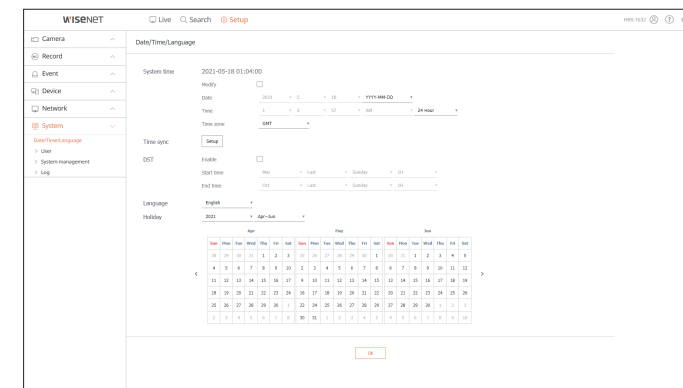 WISENET
Live Search Setup
HRX-1632
Camera
Record
Event
Device
Network
System
Date/Time/Language
> User
> System management
> Log
Date/Time/Language
System time 2021-05-18 01:04:00
Modify
Date 2021 5 18 YYYY-MM-DD
Time 1 3 57 AM 24 Hour
Time zone GMT
Time sync Setup
DST Enable
Start time Mar Last Sunday 01
End time Oct Last Sunday 01
Language English
Holiday 2021 Apr~Jun
Apr May Jun
Sun Mon Tue Wed Thu Fri Sat Sun Mon Tue Wed Thu Fri Sat Sun Mon Tue Wed Thu Fri Sat
28 29 30 31 1 2 3 25 26 27 28 29 30 1 30 31 1 2 3 4 5
4 5 6 7 8 9 10 2 3 4 5 6 7 8 6 7 8 9 10 11 12
< 11 12 13 14 15 16 17 9 10 11 12 13 14 15 13 14 15 16 17 18 19 >
18 19 20 21 22 23 24 16 17 18 19 20 21 22 20 21 22 23 24 25 26
25 26 27 28 29 30 1 23 24 25 26 27 28 29 27 28 29 30 1 2 3
2 3 4 5 6 7 8 30 31 1 2 3 4 5 4 5 6 7 8 9 10
Ok